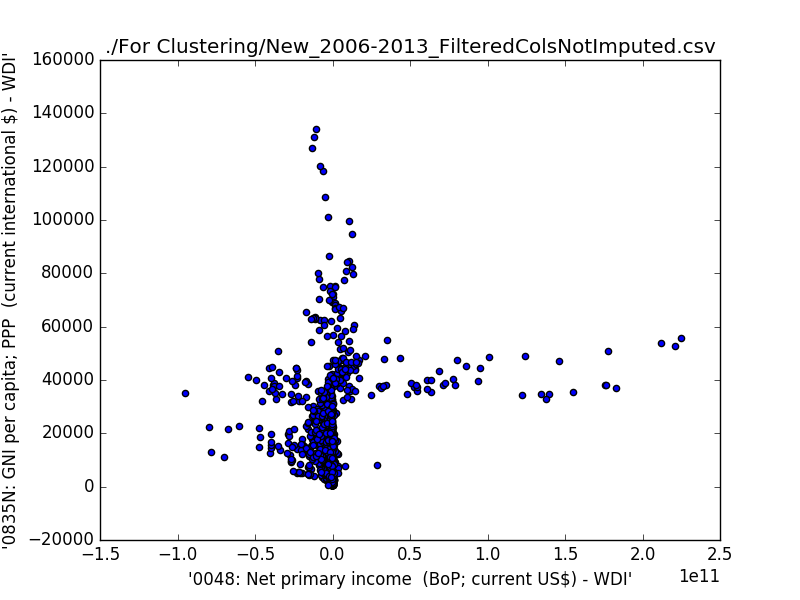 ./For Clustering/New_2006-2013_FilteredColsNotImputed.csv
160000
140000
120000
100000
80000
60000
40000
20000
0
−20000
'0835N: GNI per capita; PPP  (current international $) - WDI'
−1.5 −1.0 −0.5 0.0 0.5 1.0 1.5 2.0 2.5
1e11
'0048: Net primary income  (BoP; current US$) - WDI'